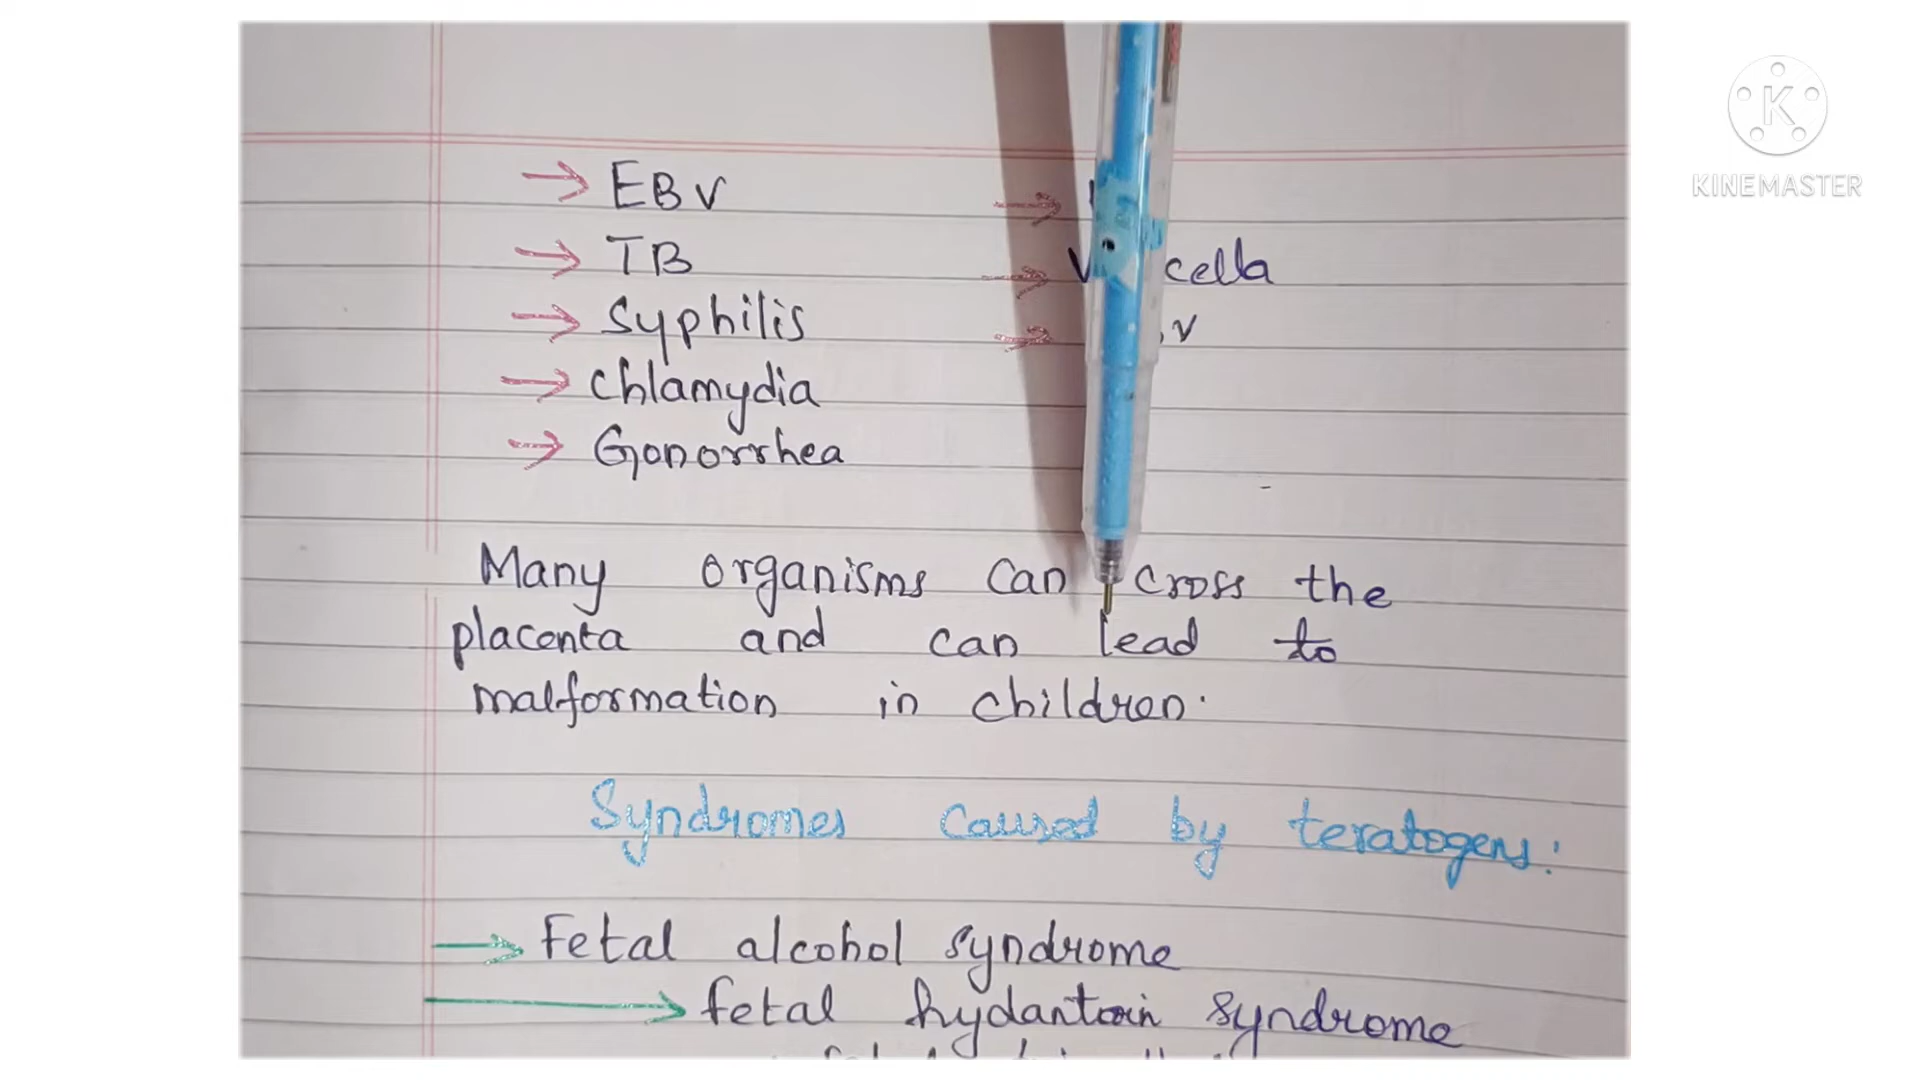 → EBV →
→ TB → cella
→ Syphilis → V
→ Chlamydia
→ Gonorrhea
Many organisms can cross the
placenta and can lead to
malformation in children.
Syndromes caused by teratogens:
→ Fetal alcohol syndrome
→ fetal hydantoin syndrome
KINEMASTER